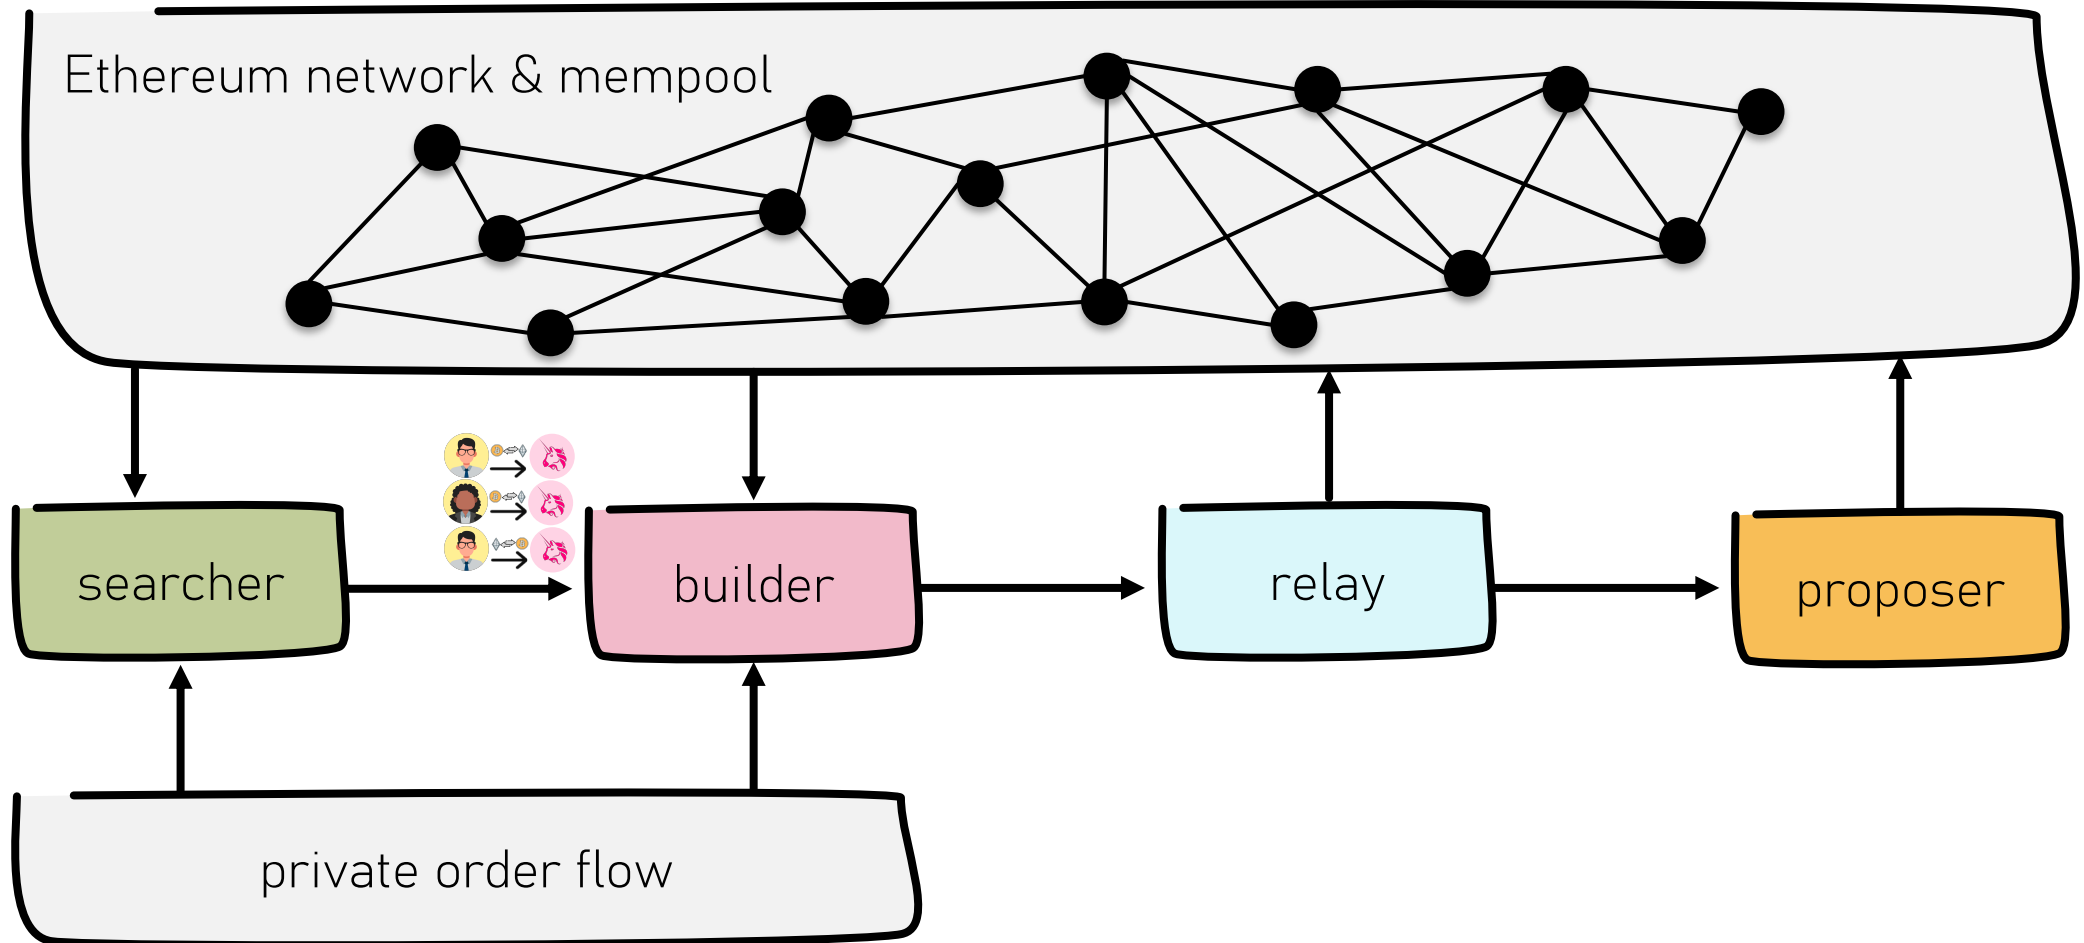 Ethereum network & mempool
searcher
builder
relay
proposer
private order flow